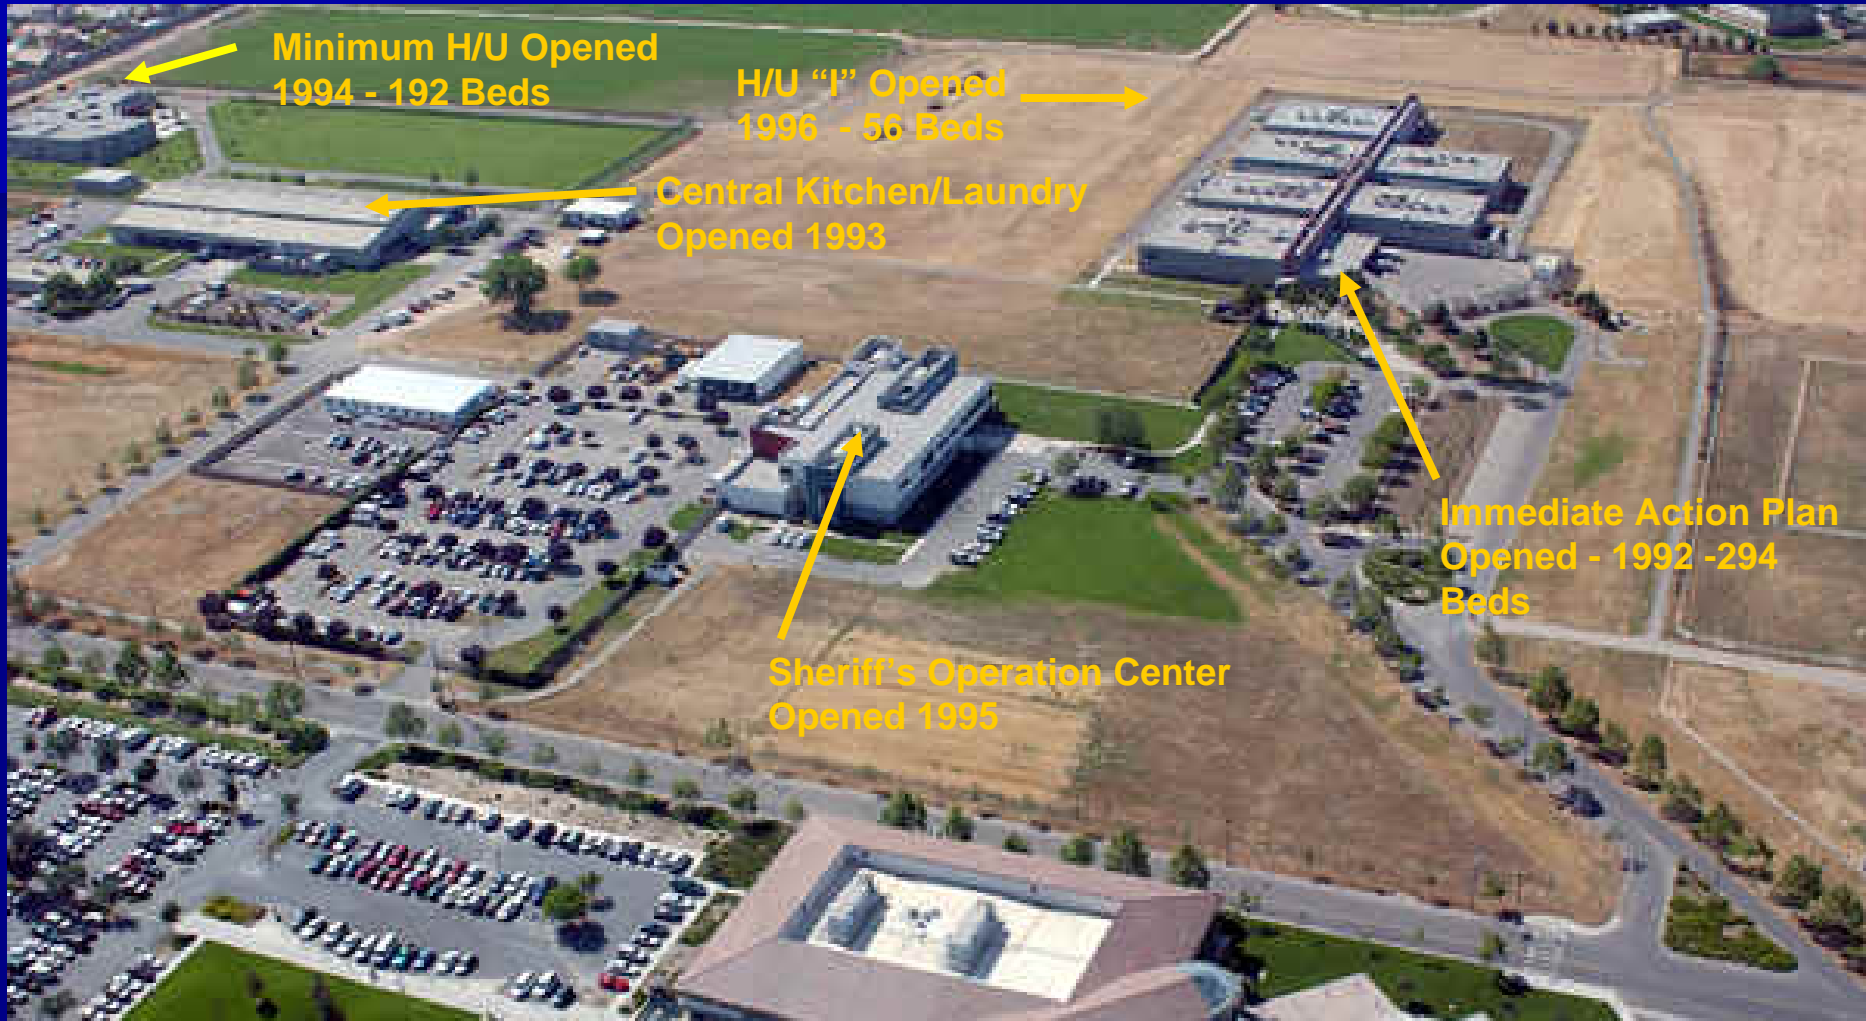 Minimum H/U Opened
1994 - 192 Beds
H/U “I” Opened
1996 - 56 Beds
Central Kitchen/Laundry
Opened 1993
Immediate Action Plan
Opened - 1992 -294
Beds
Sheriff's Operation Center
Opened 1995